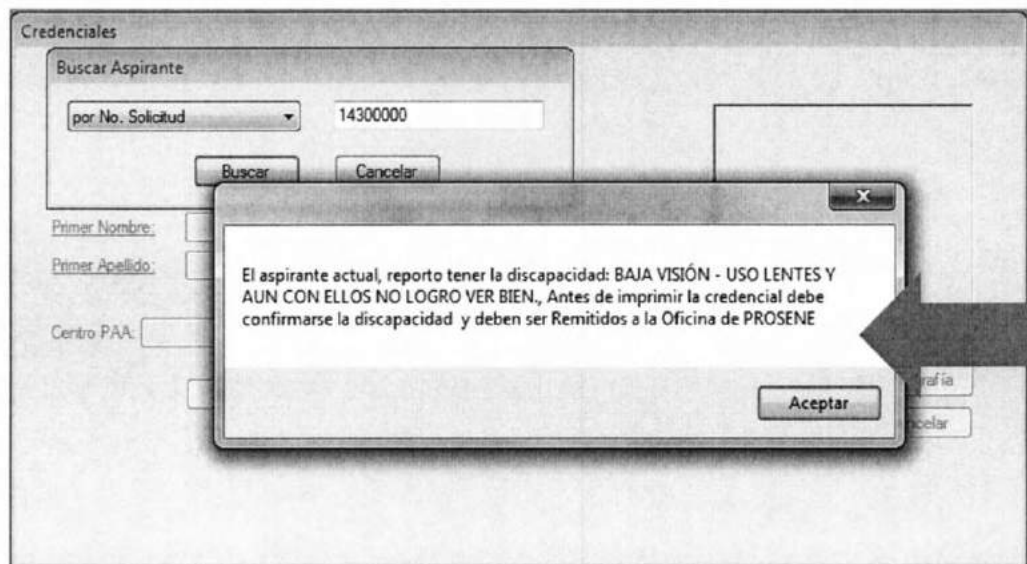 Credenciales
Buscar Aspirante
por No. Solicitud
14300000
Buscar
Cancelar
X
Primer Nombre:
Primer Apellido:
El aspirante actual, reporto tener la discapacidad: BAJA VISIÓN - USO LENTES Y
AUN CON ELLOS NO LOGRO VER BIEN., Antes de imprimir la credencial debe
confirmarse la discapacidad y deben ser Remitidos a la Oficina de PROSENE
Centro PAA:
Aceptar